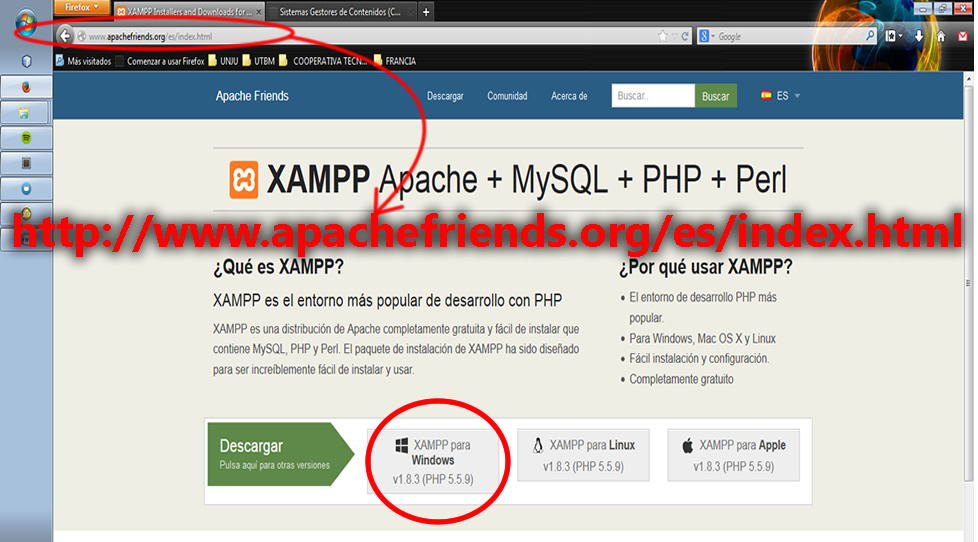 Firefox
XAMPP Installers and Downloads for ...
Sistemas Gestores de Contenidos (C...
www.apachefriends.org/es/index.html
Google
Más visitados
Comenzar a usar Firefox
UNJU
UTBM
COOPERATIVA TECN...
FRANCIA
Apache Friends
Descargar
Comunidad
Acerca de
Buscar..
Buscar
ES
XAMPP Apache + MySQL + PHP + Perl
http://www.apachefriends.org/es/index.html
¿Qué es XAMPP?
XAMPP es el entorno más popular de desarrollo con PHP
XAMPP es una distribución de Apache completamente gratuita y fácil de instalar que
contiene MySQL, PHP y Perl. El paquete de instalación de XAMPP ha sido diseñado
para ser increíblemente fácil de instalar y usar.
¿Por qué usar XAMPP?
El entorno de desarrollo PHP más
popular.
Para Windows, Mac OS X y Linux
Fácil instalación y configuración.
Completamente gratuito
Descargar
Pulsa aquí para otras versiones
XAMPP para
Windows
v1.8.3 (PHP 5.5.9)
XAMPP para Linux
v1.8.3 (PHP 5.5.9)
XAMPP para Apple
v1.8.3 (PHP 5.5.9)